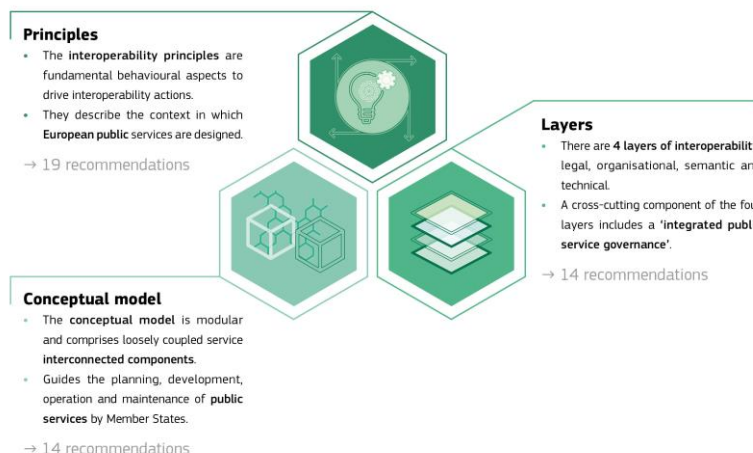 Principles
• The interoperability principles are
fundamental behavioural aspects to
drive interoperability actions.
• They describe the context in which
European public services are designed.
→ 19 recommendations
Layers
• There are 4 layers of interoperabilit
legal, organisational, semantic an
technical.
• A cross-cutting component of the fou
layers includes a ‘integrated publ
service governance’.
→ 14 recommendations
Conceptual model
• The conceptual model is modular
and comprises loosely coupled service
interconnected components.
• Guides the planning, development,
operation and maintenance of public
services by Member States.
→ 14 recommendations